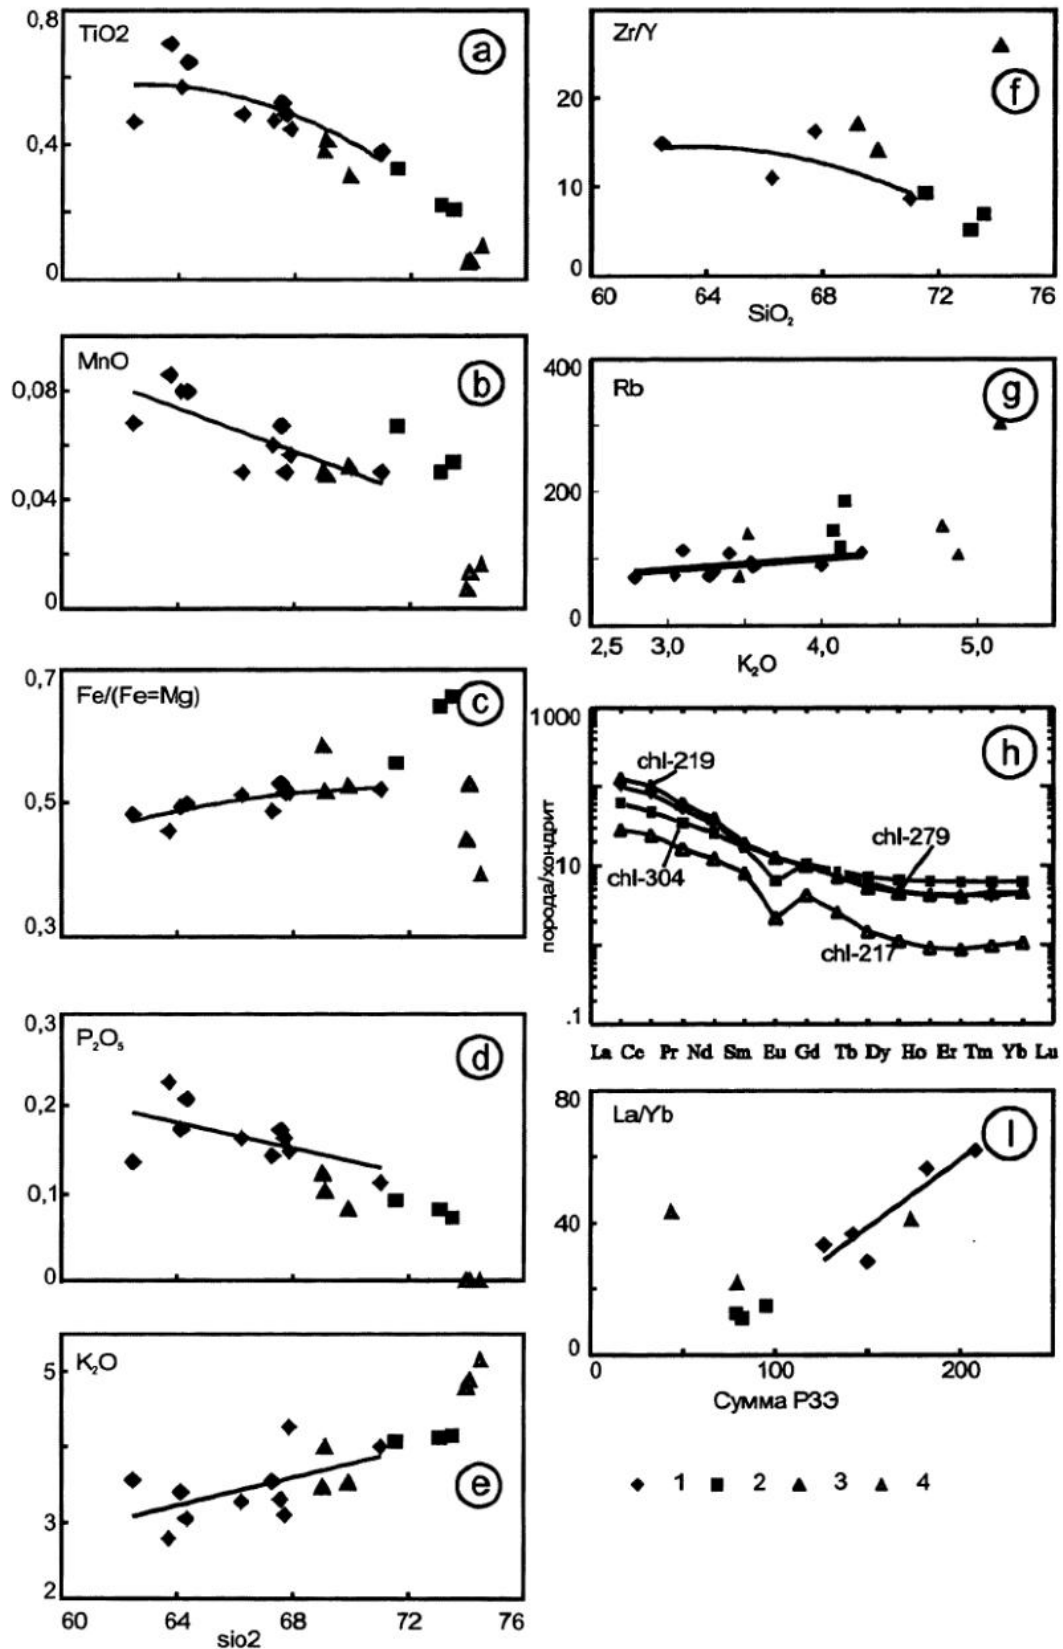 0,8
TiO2
a
0,4
0
MnO
b
0,08
0,04
0
0,7
Fe/(Fe=Mg)
c
0,5
0,3
0,3
P₂O₅
d
0,2
0,1
0
K₂O
5
e
3
2
60 64 68 72 76
sio2
Zr/Y
f
20
10
0
60 64 68 72 76
SiO₂
400
Rb
g
200
0
2,5 3,0 4,0 5,0
K₂O
1000
h
chl-219
chl-279
10
chl-304
chl-217
.1
порода/хондрит
La Ce Pr Nd Sm Eu Gd Tb Dy Ho Er Tm Yb Lu
80
La/Yb
I
40
0
0 100 200
Сумма РЗЭ
1 2 3 4